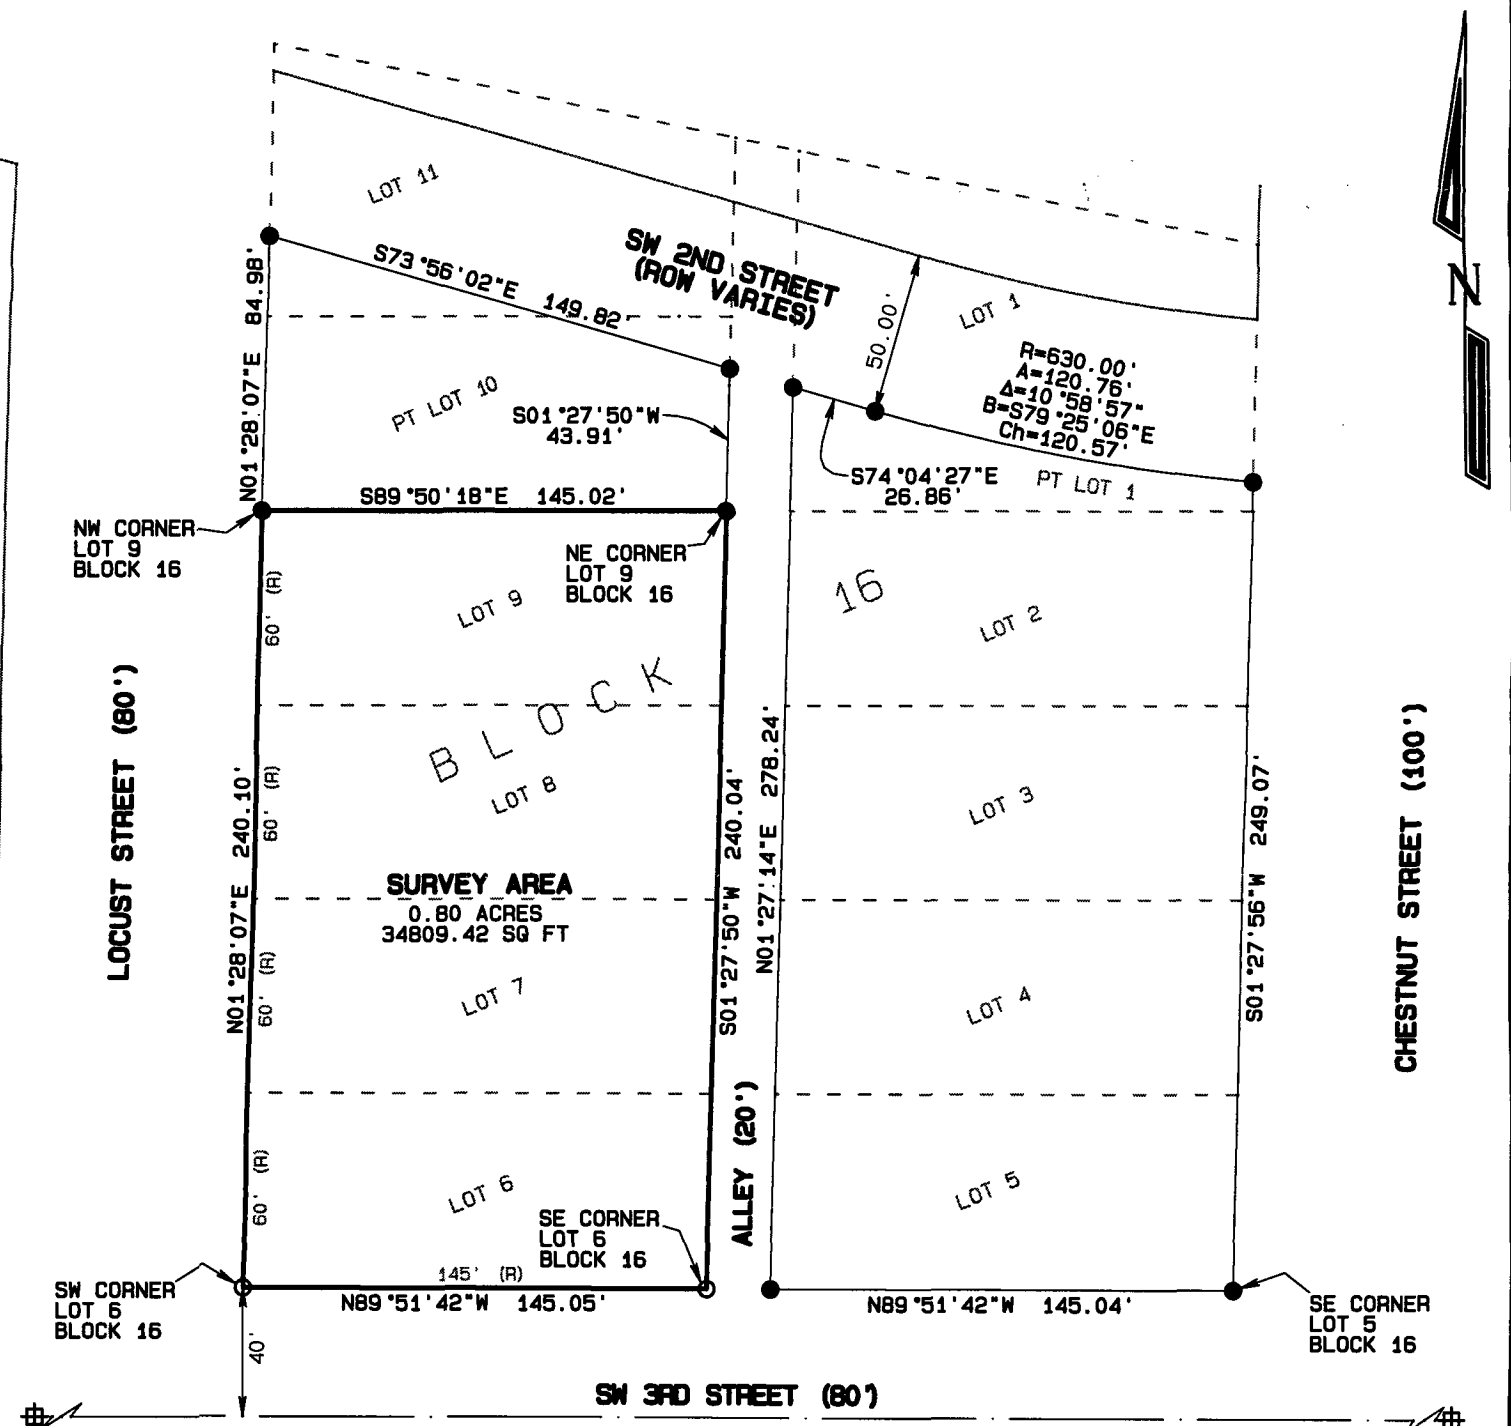 LOT 11
S73°56'02"E 149.82'
SW 2ND STREET
(ROW VARIES)
50.00'
LOT 1
R=630.00'
A=120.76'
Δ=10°58'57"
B=S79°25'06"E
Ch=120.57'
N
N01°28'07"E 84.98'
PT LOT 10
S01°27'50"W
43.91'
S74°04'27"E
26.86'
PT LOT 1
S89°50'18"E 145.02'
NW CORNER
LOT 9
BLOCK 16
NE CORNER
LOT 9
BLOCK 16
60' (R)
LOT 9
16
LOT 2
BLOCK
LOCUST STREET (80')
N01°28'07"E 240.10'
60' (R)
LOT 8
S01°27'50"W 240.04'
N01°27'14"E 278.24'
LOT 3
S01°27'56"W 249.07'
CHESTNUT STREET (100')
SURVEY AREA
0.80 ACRES
34809.42 SQ FT
60' (R)
LOT 7
LOT 4
ALLEY (20')
60' (R)
LOT 6
LOT 5
SE CORNER
LOT 6
BLOCK 16
SW CORNER
LOT 6
BLOCK 16
145' (R)
N89°51'42"W 145.05'
N89°51'42"W 145.04'
SE CORNER
LOT 5
BLOCK 16
40'
SW 3RD STREET (80')